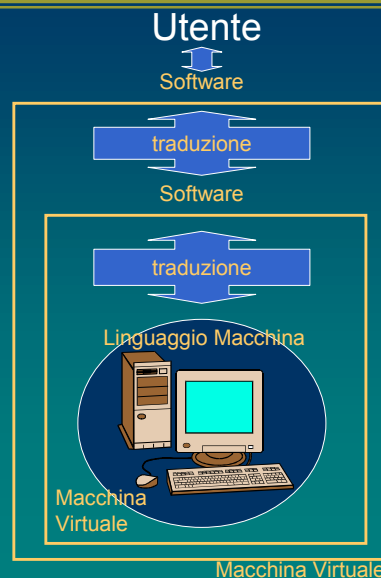 Utente
Software
traduzione
Software
traduzione
Linguaggio Macchina
Macchina
Virtuale
Macchina Virtuale